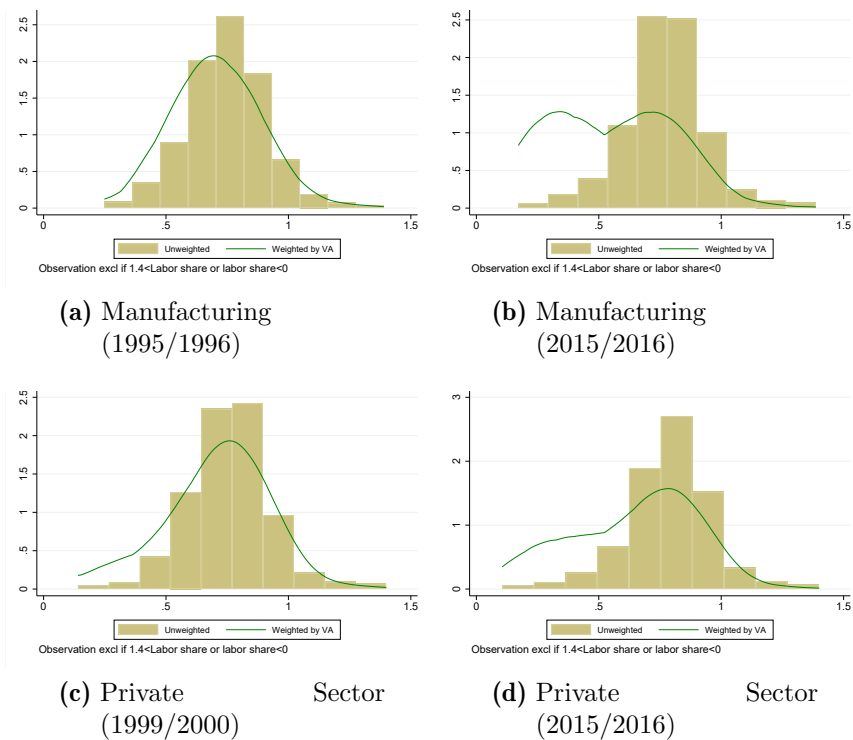 2.5
2
1.5
1
.5
0
0 .5 1 1.5
Unweighted Weighted by VA
Observation excl if 1.4<Labor share or labor share<0
(a) Manufacturing
(1995/1996)
2.5
2
1.5
1
.5
0
0 .5 1 1.5
Unweighted Weighted by VA
Observation excl if 1.4<Labor share or labor share<0
(b) Manufacturing
(2015/2016)
2.5
2
1.5
1
.5
0
0 .5 1 1.5
Unweighted Weighted by VA
Observation excl if 1.4<Labor share or labor share<0
(c) Private Sector
(1999/2000)
3
2
1
0
0 .5 1 1.5
Unweighted Weighted by VA
Observation excl if 1.4<Labor share or labor share<0
(d) Private Sector
(2015/2016)